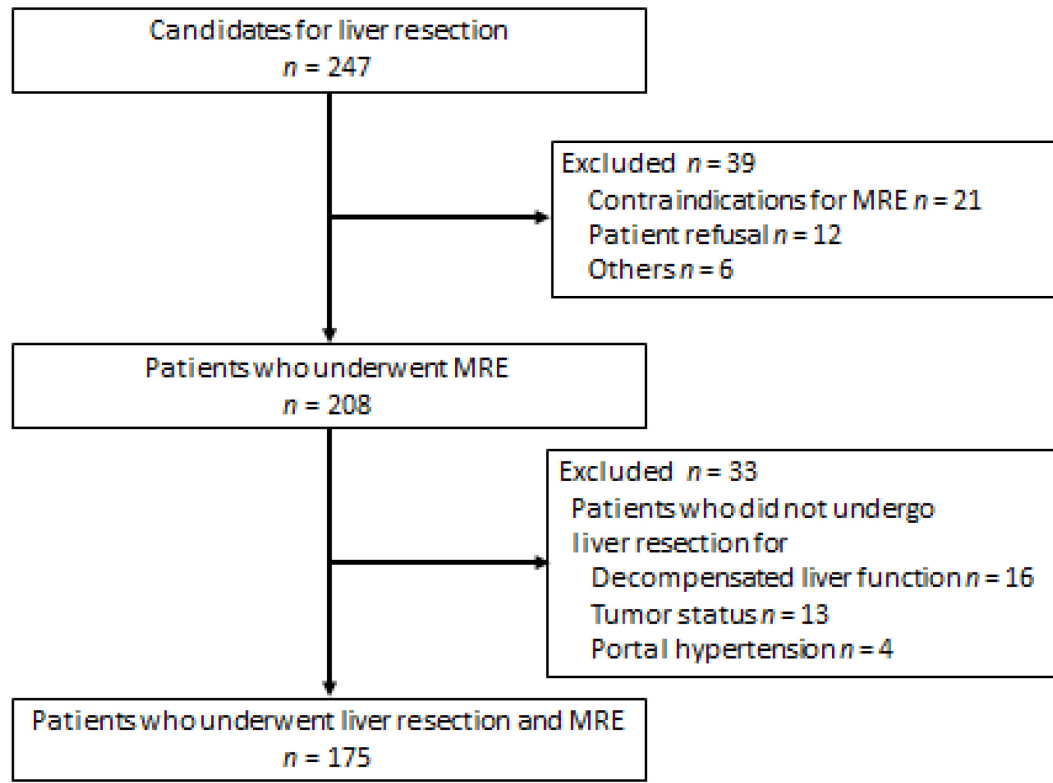 Candidates for liver resection
n = 247
Excluded n = 39
Contraindications for MRE n = 21
Patient refusal n = 12
Others n = 6
Patients who underwent MRE
n = 208
Excluded n = 33
Patients who did not undergo
liver resection for
Decompensated liver function n = 16
Tumor status n = 13
Portal hypertension n = 4
Patients who underwent liver resection and MRE
n = 175